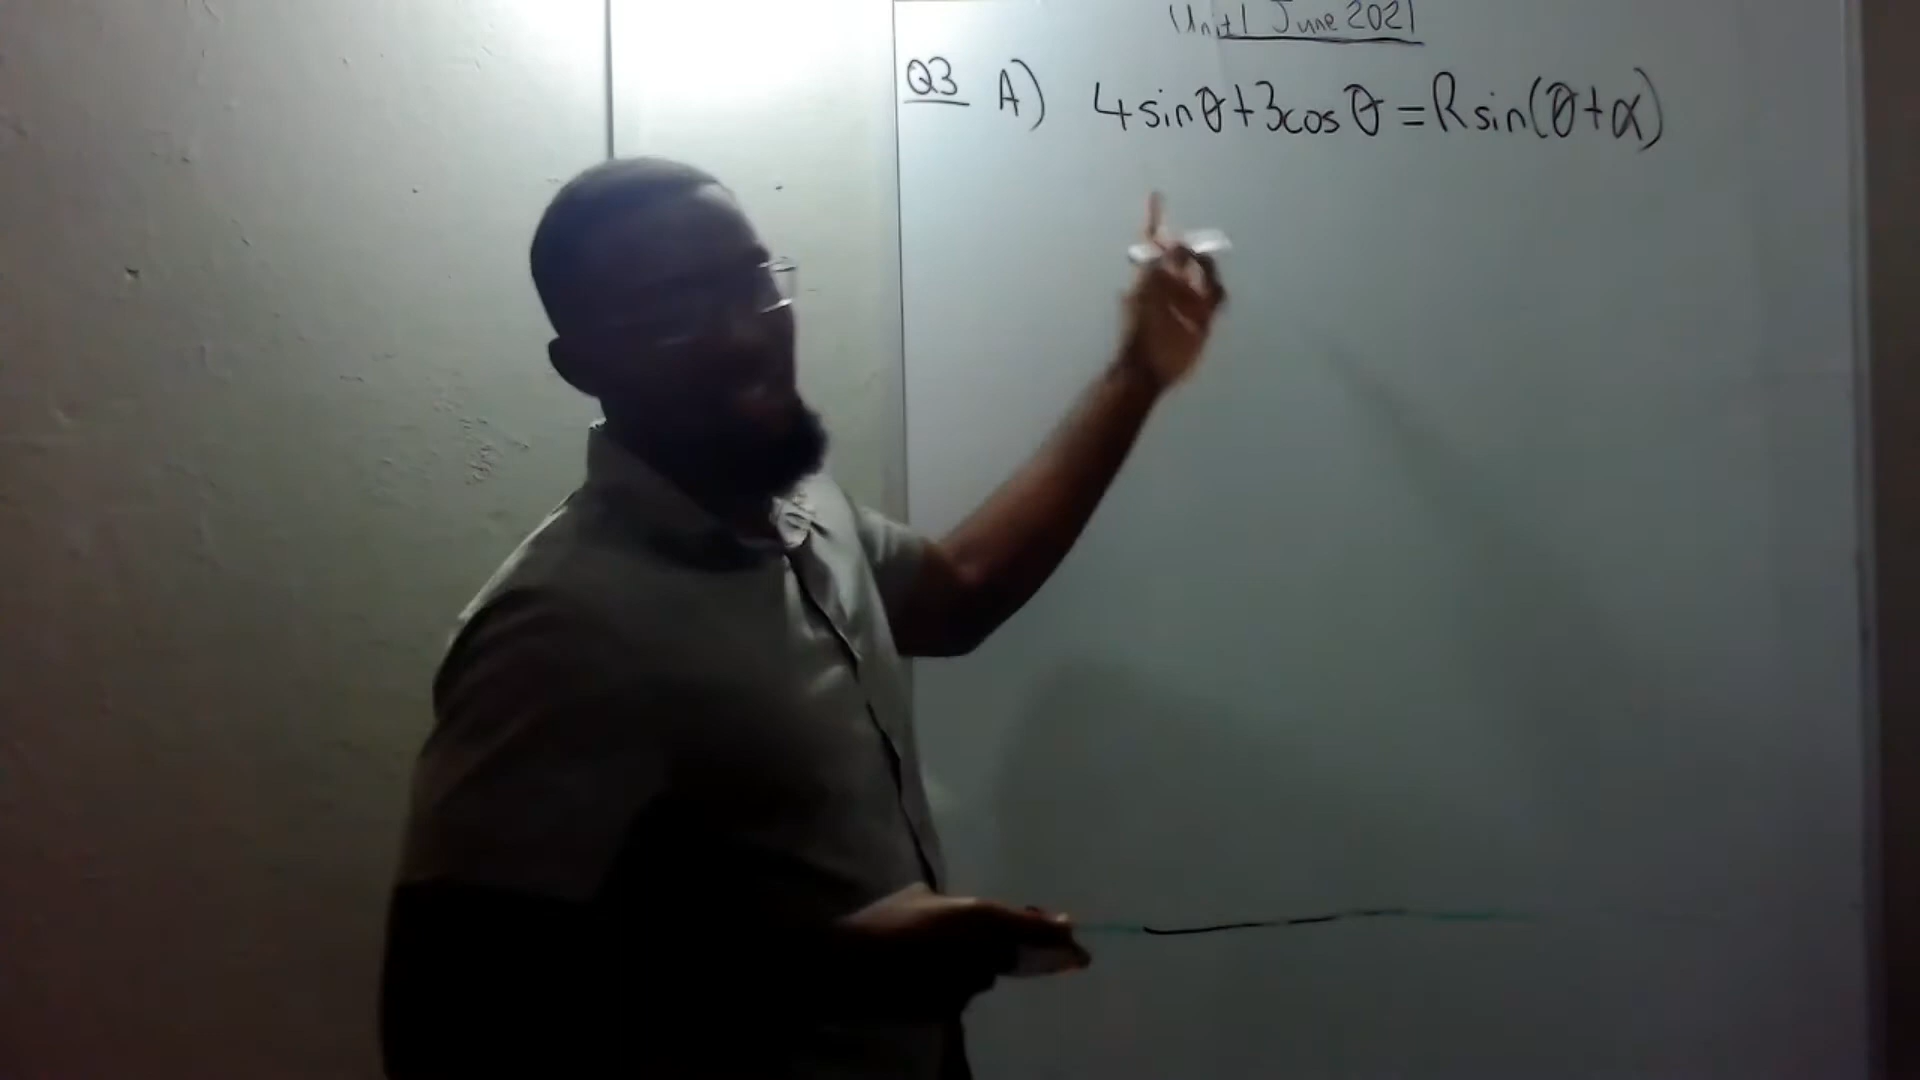 Unit 1 June 2021
Q3 A) 4sinθ+3cosθ=Rsin(θ+α)